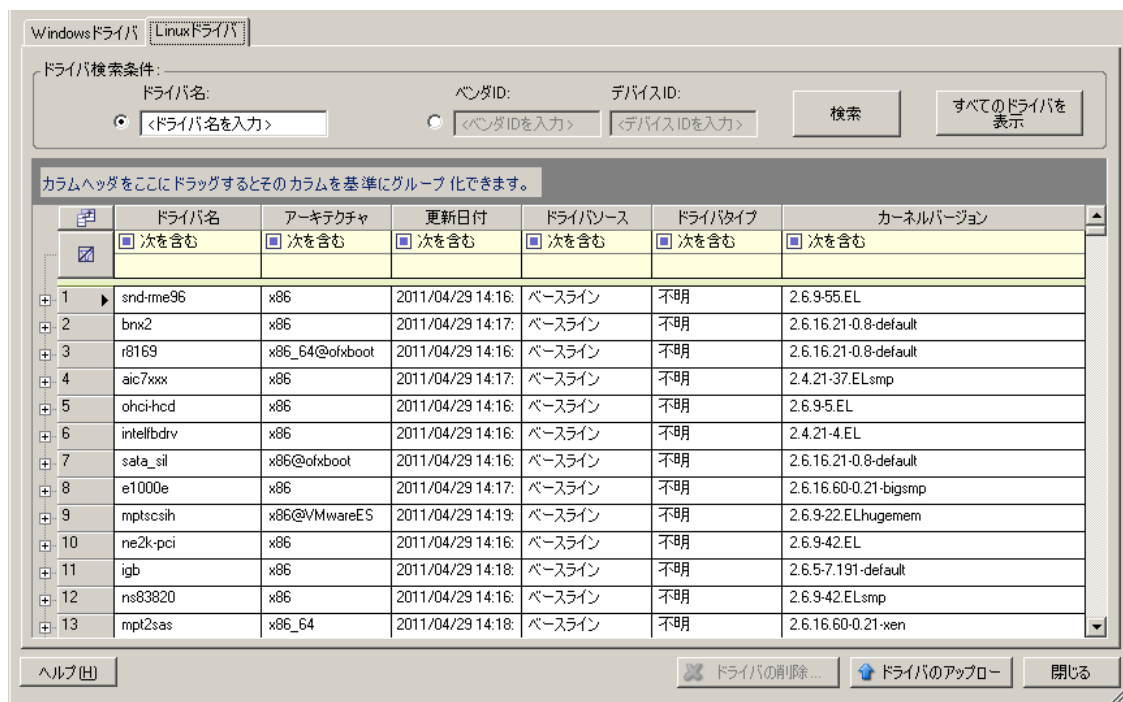 Windowsドライバ Linuxドライバ
ドライバ検索条件:
ドライバ名: ベンダID: デバイスID:
<ドライバ名を入力> <ベンダIDを入力> <デバイスIDを入力> 検索 すべてのドライバを
表示
カラムヘッダをここにドラッグするとそのカラムを基準にグループ化できます。
ドライバ名 アーキテクチャ 更新日付 ドライバソース ドライバタイプ カーネルバージョン
次を含む 次を含む 次を含む 次を含む 次を含む 次を含む
1 snd-rme96 x86 2011/04/29 14:16: ベースライン 不明 2.6.9-55.EL
2 bnx2 x86 2011/04/29 14:17: ベースライン 不明 2.6.16.21-0.8-default
3 r8169 x86_64@ofxboot 2011/04/29 14:16: ベースライン 不明 2.6.16.21-0.8-default
4 aic7xxx x86 2011/04/29 14:17: ベースライン 不明 2.4.21-37.ELsmp
5 ohci-hcd x86 2011/04/29 14:16: ベースライン 不明 2.6.9-5.EL
6 intelfbdrv x86 2011/04/29 14:16: ベースライン 不明 2.4.21-4.EL
7 sata_sil x86@ofxboot 2011/04/29 14:16: ベースライン 不明 2.6.16.21-0.8-default
8 e1000e x86 2011/04/29 14:17: ベースライン 不明 2.6.16.60-0.21-bigsmp
9 mptscsih x86@VMwareES 2011/04/29 14:19: ベースライン 不明 2.6.9-22.ELhugemem
10 ne2k-pci x86 2011/04/29 14:16: ベースライン 不明 2.6.9-42.EL
11 igb x86 2011/04/29 14:18: ベースライン 不明 2.6.5-7.191-default
12 ns83820 x86 2011/04/29 14:16: ベースライン 不明 2.6.9-42.ELsmp
13 mpt2sas x86_64 2011/04/29 14:18: ベースライン 不明 2.6.16.60-0.21-xen
ヘルプ(H) ドライバの削除... ドライバのアップロー 閉じる